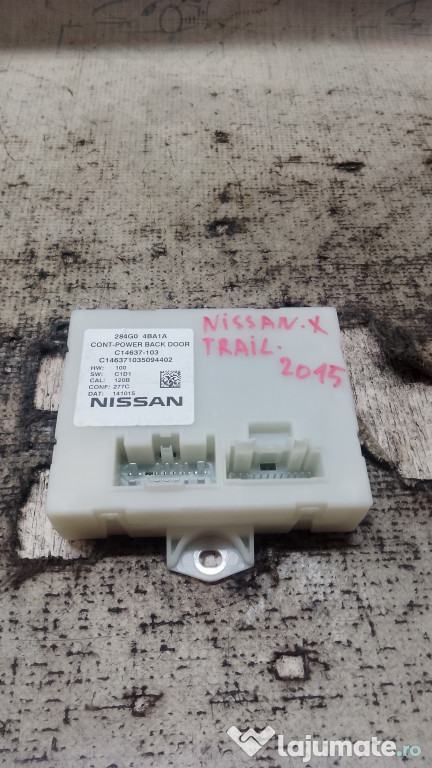 284G0 4BA1A
CONT-POWER BACK DOOR
C14637-103
C146371035094402
HW: 100
SW: C1D1
CAL: 120B
CONF: 277C
DAT: 141015
NISSAN
NISSAN.X
TRAIL.
2015
lajumate.ro